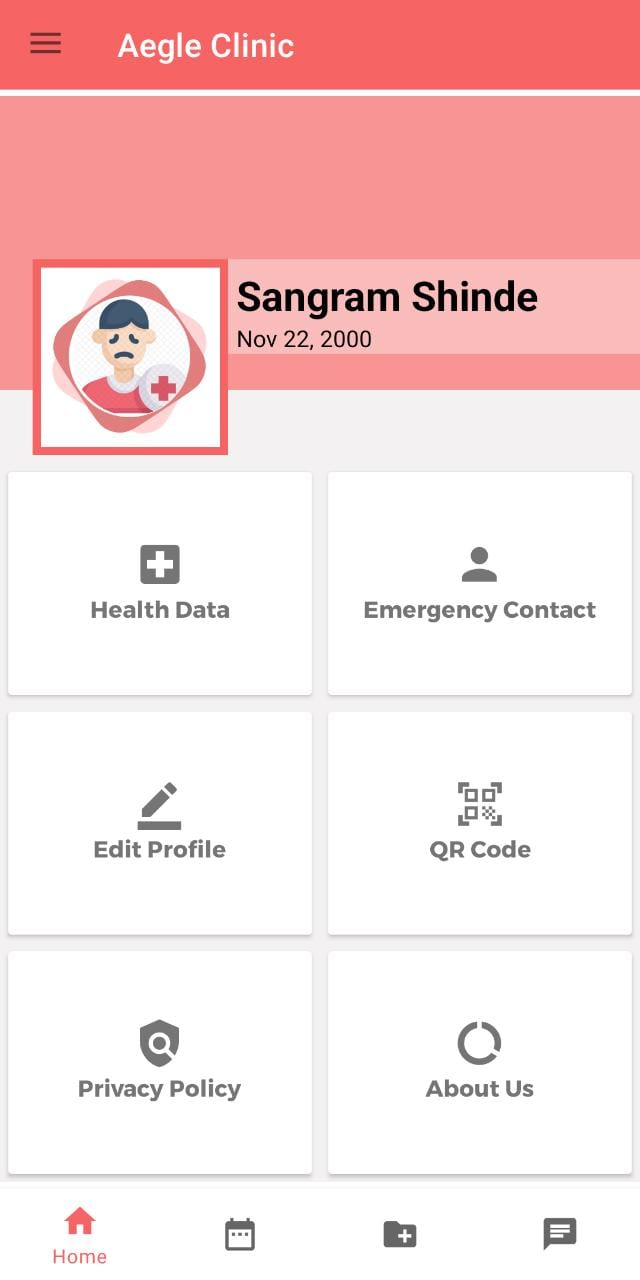 Aegle Clinic
Sangram Shinde
Nov 22, 2000
Health Data
Emergency Contact
Edit Profile
QR Code
Privacy Policy
About Us
Home